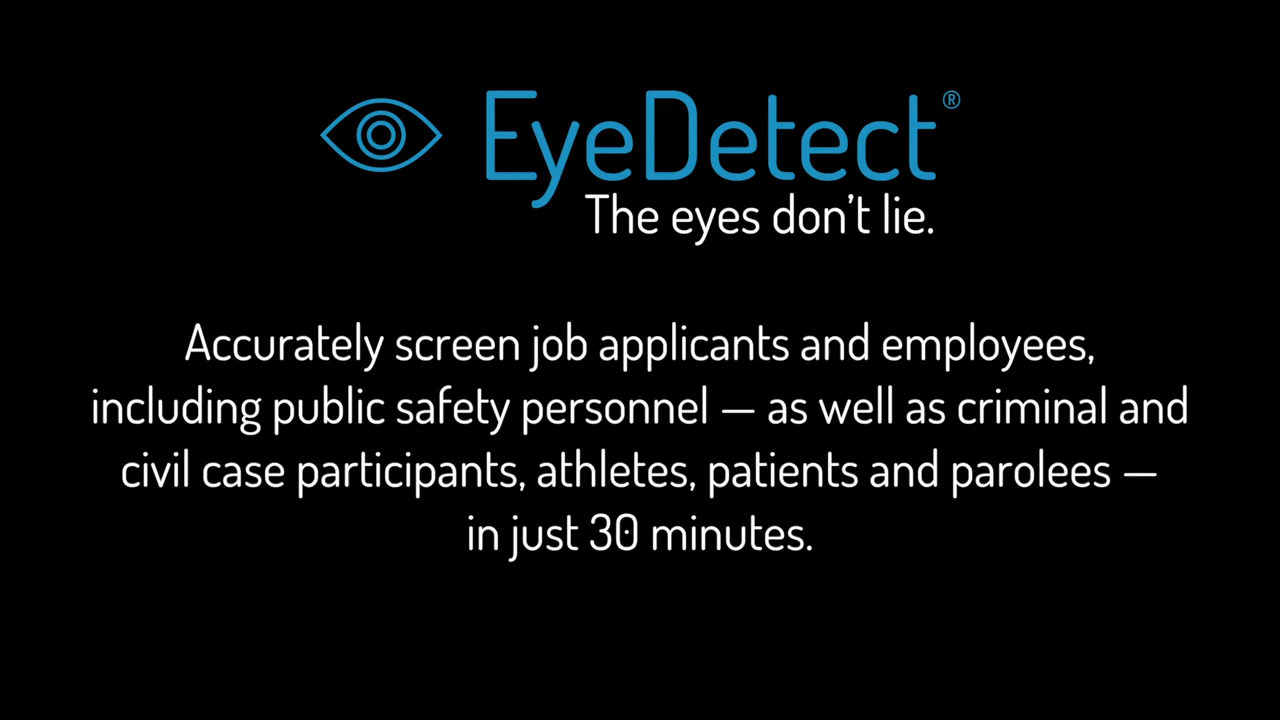 EyeDetect®
The eyes don't lie.
Accurately screen job applicants and employees,
including public safety personnel — as well as criminal and
civil case participants, athletes, patients and parolees —
in just 30 minutes.